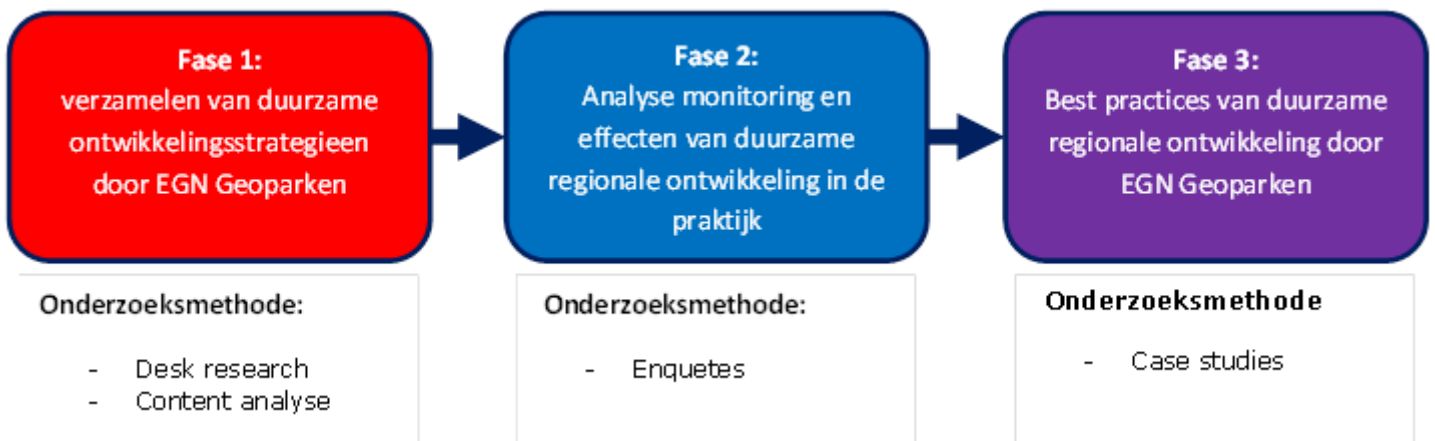 Fase 1:
verzamelen van duurzame
ontwikkelingsstrategieen
door EGN Geoparken
Fase 2:
Analyse monitoring en
effecten van duurzame
regionale ontwikkeling in de
praktijk
Fase 3:
Best practices van duurzame
regionale ontwikkeling door
EGN Geoparken
Onderzoeksmethode:
- Desk research
- Content analyse
Onderzoeksmethode:
- Enquetes
Onderzoeksmethode
- Case studies